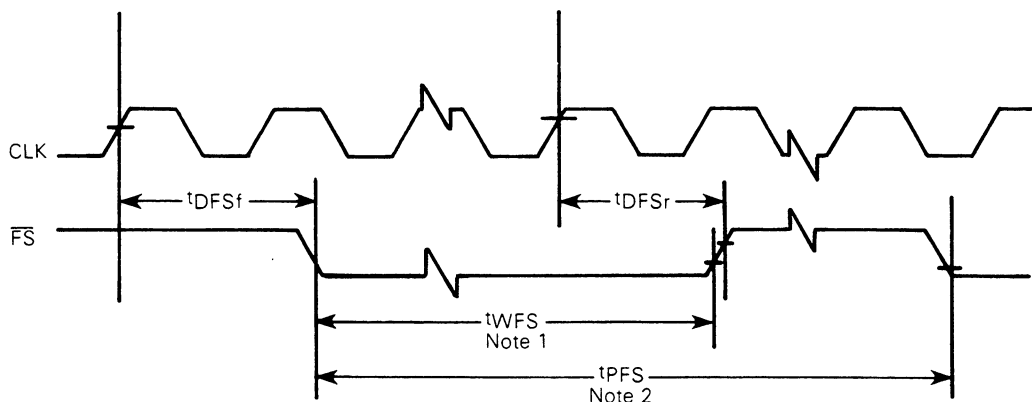 CLK
tDFSf
tDFSr
FS
tWFS
Note 1
tPFS
Note 2